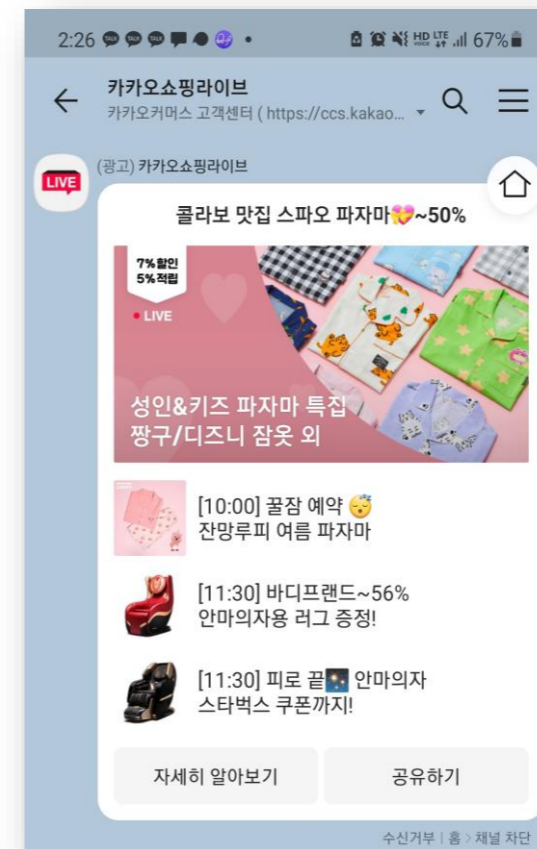 2:26
HD VOICE LTE 67%
카카오쇼핑라이브
카카오커머스 고객센터 ( https://ccs.kakao...
LIVE
(광고) 카카오쇼핑라이브
콜라보 맛집 스파오 파자마💝~50%
7% 할인
5% 적립
• LIVE
성인&키즈 파자마 특집
짱구/디즈니 잠옷 외
[10:00] 꿀잠 예약 😴
잔망루피 여름 파자마
[11:30] 바디프랜드~56%
안마의자용 러그 증정!
[11:30] 피로 끝🎇 안마의자
스타벅스 쿠폰까지!
자세히 알아보기
공유하기
수신거부 | 홈 > 채널 차단